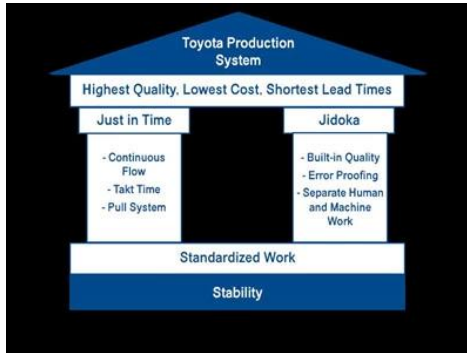 Toyota Production
System
Highest Quality. Lowest Cost. Shortest Lead Times
Just in Time
- Continuous
Flow
- Takt Time
- Pull System
Jidoka
- Built-in Quality
- Error Proofing
- Separate Human
and Machine
Work
Standardized Work
Stability